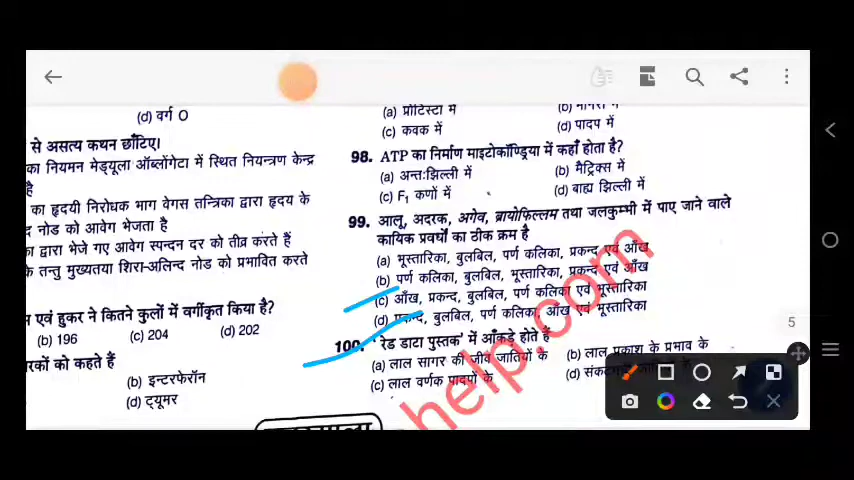 (d) वर्ग O
से असत्य कथन छाँटिए।
का नियमन मेड्यूला ऑब्लोंगेटा में स्थित नियन्त्रण केन्द्र
है
का हृदयी निरोधक भाग वेगस तन्त्रिका द्वारा हृदय के
नोड को आवेग भेजता है
द्वारा भेजे गए आवेग स्पन्दन दर को तीव्र करते हैं
तन्तु मुख्यतया शिरा-अलिन्द नोड को प्रभावित करते
एवं हुकर ने कितने कुलों में वर्गीकृत किया है?
(b) 196 (c) 204 (d) 202
को कहते हैं
(b) इन्टरफेरॉन
(d) ट्यूमर
(a) प्रोटिस्टा में (b)
(c) कवक में (d) पादप में
98. ATP का निर्माण माइटोकॉण्ड्रिया में कहाँ होता है?
(a) अन्तःझिल्ली में (b) मैट्रिक्स में
(c) F₁ कणों में (d) बाह्य झिल्ली में
99. आलू, अदरक, अगेव, ब्रायोफिल्लम तथा जलकुम्भी में पाए जाने वाले
कायिक प्रवर्धों का ठीक क्रम है
(a) भूस्तारिका, बुलबिल, पर्ण कलिका, प्रकन्द एवं आँख
(b) पर्ण कलिका, बुलबिल, भूस्तारिका, प्रकन्द एवं आँख
(c) आँख, प्रकन्द, बुलबिल, पर्ण कलिका एवं भूस्तारिका
(d) प्रकन्द, बुलबिल, पर्ण कलिका, आँख एवं भूस्तारिका
100. 'रेड डाटा पुस्तक' में आँकड़े होते हैं
(a) लाल सागर की जीव जातियों के (b) लाल प्रकाश के प्रभाव के
(c) लाल वर्णक पादपों के (d)
help.com
5